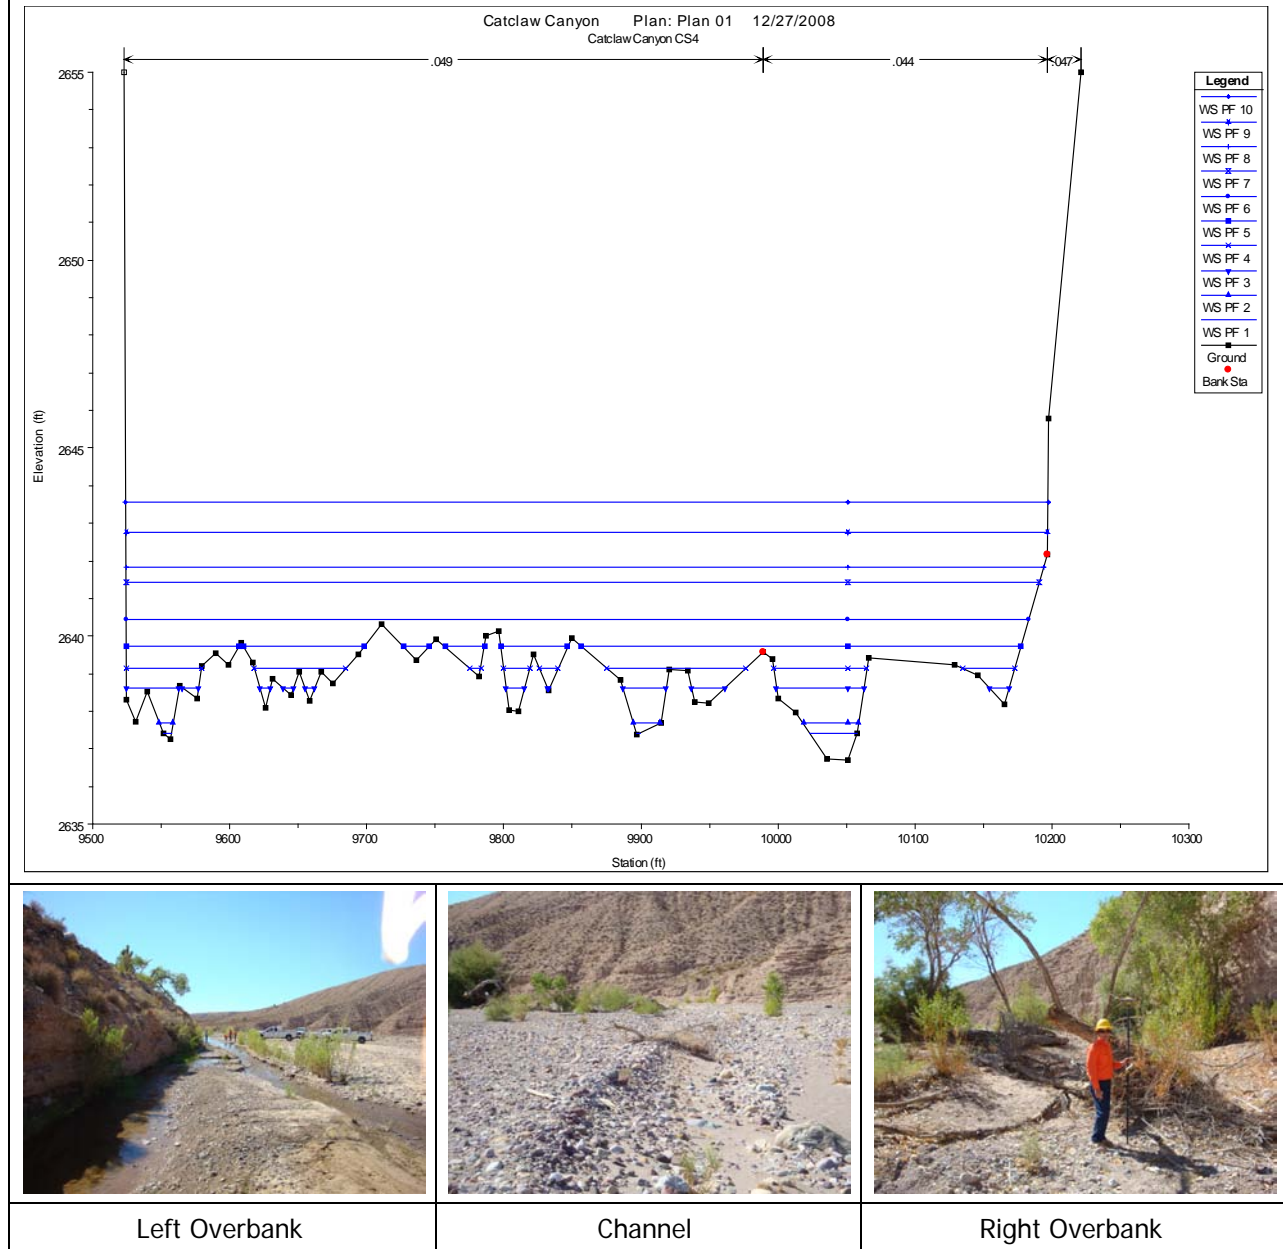 Catclaw Canyon Plan: Plan 01 12/27/2008
Catclaw Canyon CS4
.049
.044
.047
Legend
WS PF 10
WS PF 9
WS PF 8
WS PF 7
WS PF 6
WS PF 5
WS PF 4
WS PF 3
WS PF 2
WS PF 1
Ground
Bank Sta
2655
2650
2645
2640
2635
Elevation (ft)
9500
9600
9700
9800
9900
10000
10100
10200
10300
Station (ft)
Left Overbank
Channel
Right Overbank